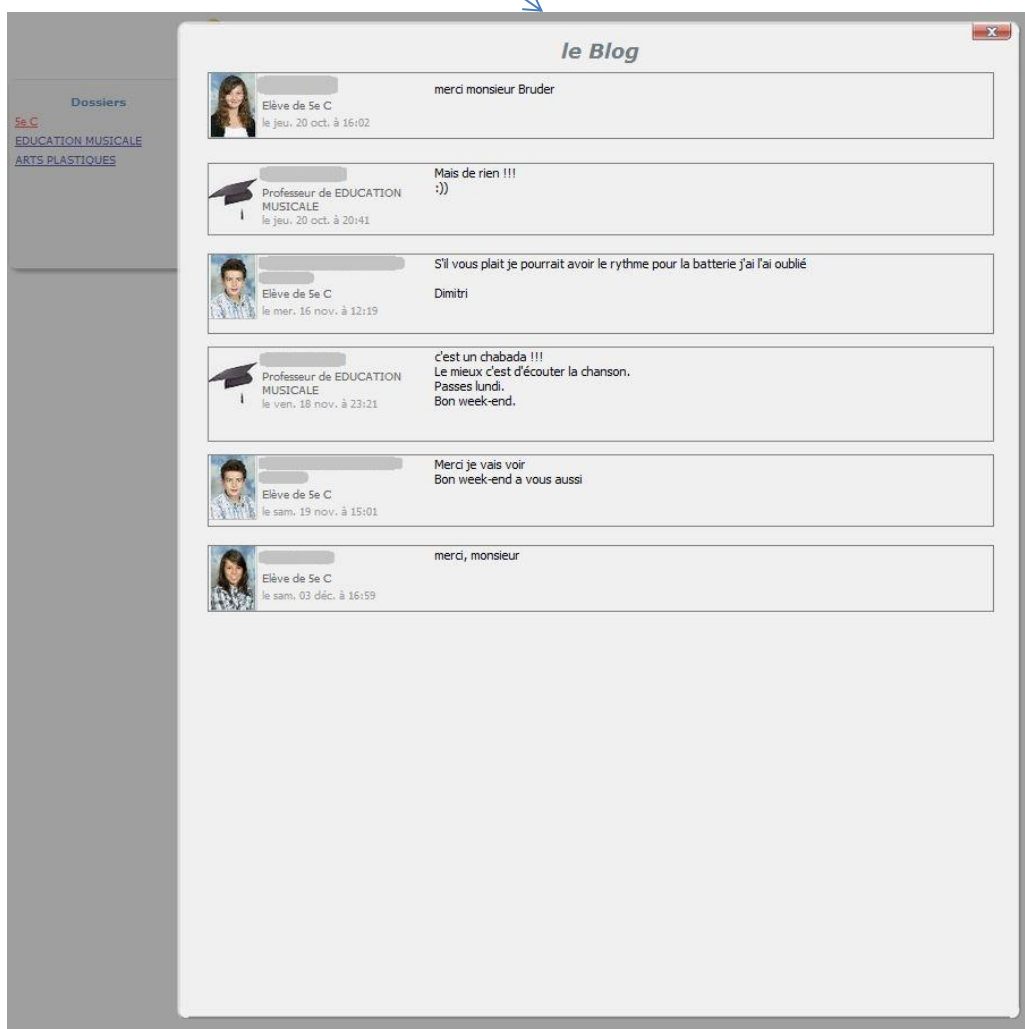 le Blog
Dossiers
5e C
EDUCATION MUSICALE
ARTS PLASTIQUES
merci monsieur Bruder
Elève de 5e C
le jeu. 20 oct. à 16:02
Mais de rien !!!
:))
Professeur de EDUCATION
MUSICALE
le jeu. 20 oct. à 20:41
S'il vous plait je pourrait avoir le rythme pour la batterie j'ai l'ai oublié
Dimitri
Elève de 5e C
le mer. 16 nov. à 12:19
c'est un chabada !!!
Le mieux c'est d'écouter la chanson.
Passes lundi.
Bon week-end.
Professeur de EDUCATION
MUSICALE
le ven. 18 nov. à 23:21
Merci je vais voir
Bon week-end a vous aussi
Elève de 5e C
le sam. 19 nov. à 15:01
merci, monsieur
Elève de 5e C
le sam. 03 déc. à 16:59